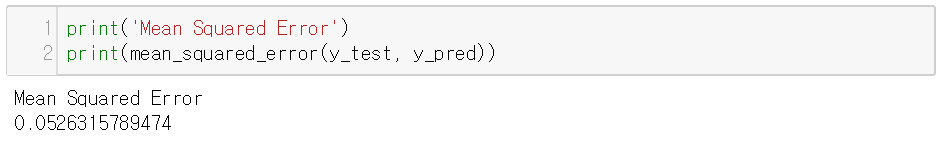 1 print('Mean Squared Error')
2 print(mean_squared_error(y_test, y_pred))
Mean Squared Error
0.0526315789474